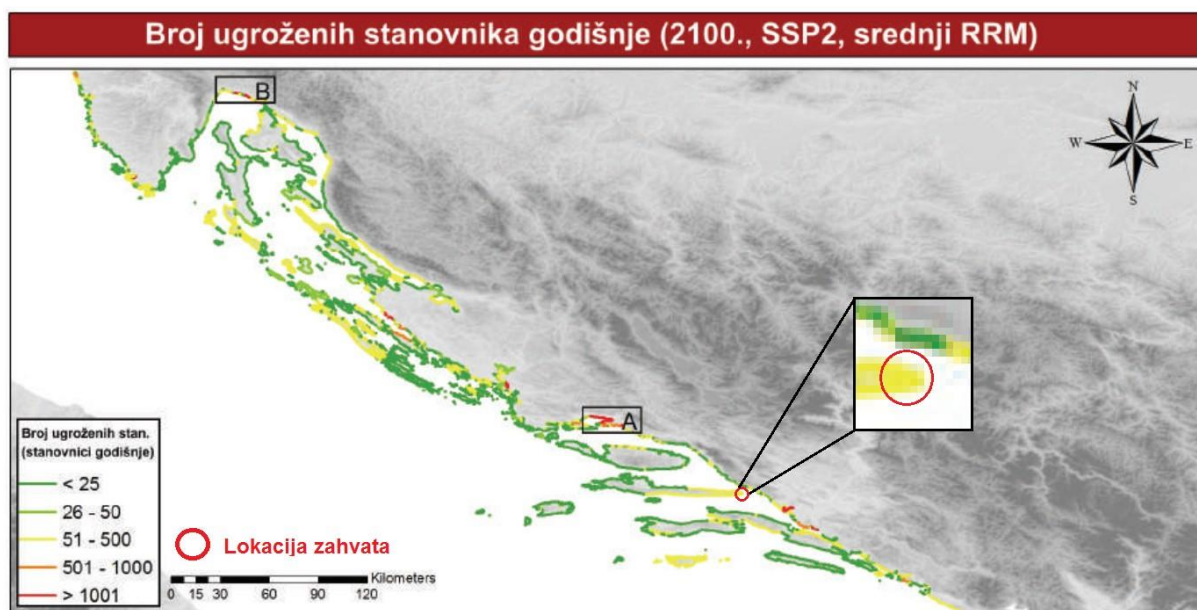 Broj ugroženih stanovnika godišnje (2100., SSP2, srednji RRM)
B
N
W
E
S
A
Broj ugroženih stan.
(stanovnici godišnje)
< 25
26 - 50
51 - 500
501 - 1000
> 1001
Lokacija zahvata
Kilometers
0 15 30 60 90 120